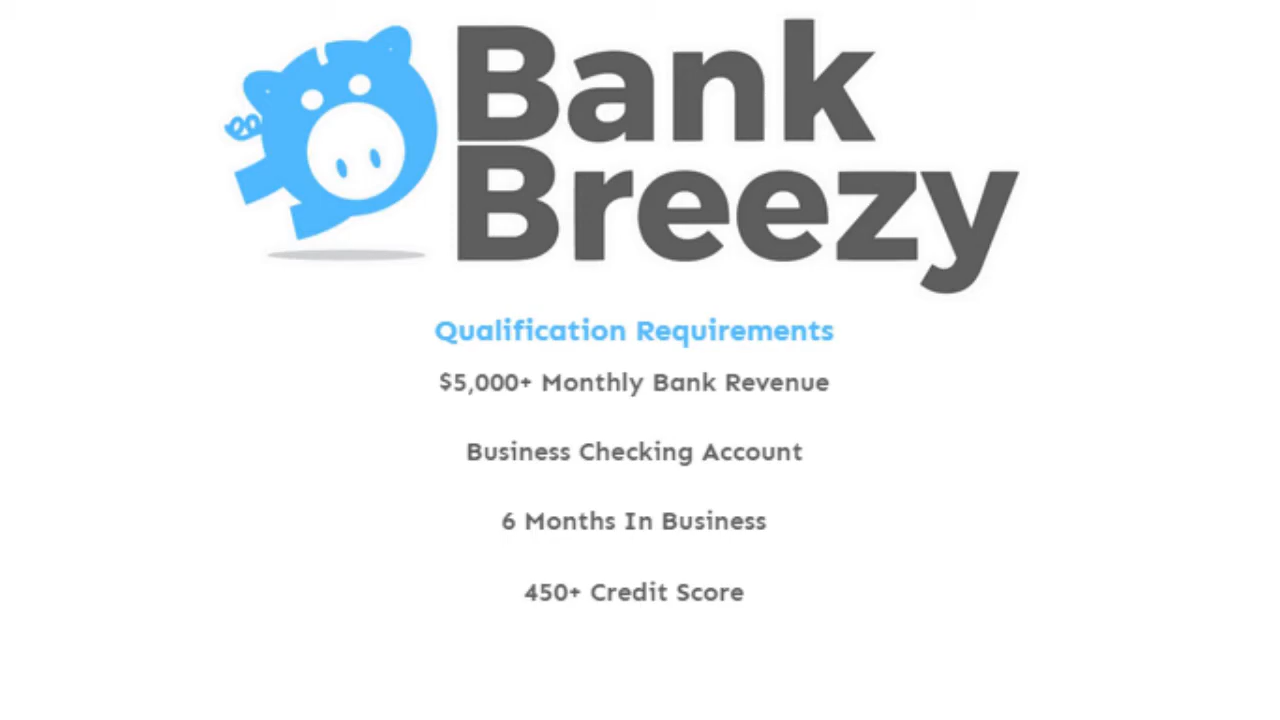 Bank
Breezy
Qualification Requirements
$5,000+ Monthly Bank Revenue
Business Checking Account
6 Months In Business
450+ Credit Score